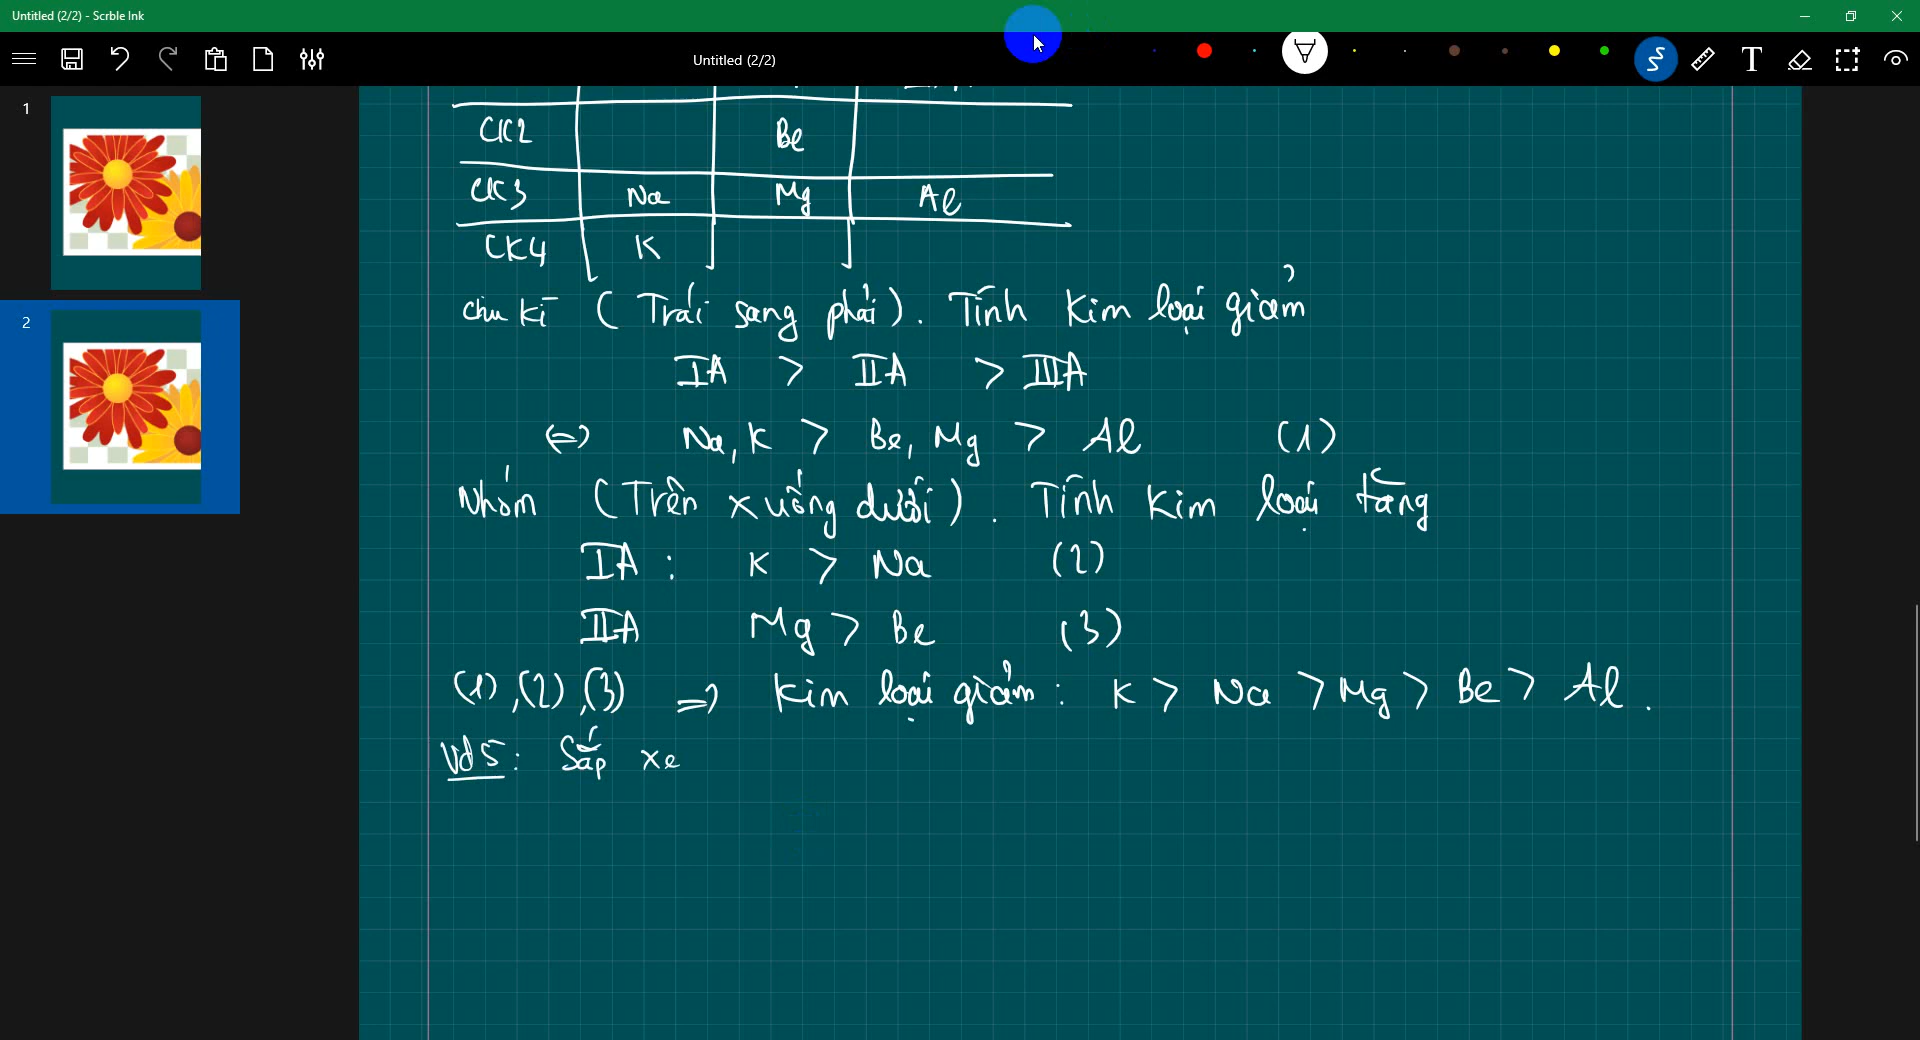 Untitled (2/2) - Scrble Ink
Untitled (2/2)
1
2
CK2 Be
CK3 Na Mg Al
CK4 K
chu kì (Trái sang phải). Tính kim loại giảm
IA > IIA > IIIA
<=> Na, K > Be, Mg > Al (1)
Nhóm (Trên xuống dưới). Tính kim loại tăng
IA : K > Na (2)
IIA Mg > Be (3)
(1), (2), (3) => Kim loại giảm: K > Na > Mg > Be > Al.
Vd5: Sắp xe